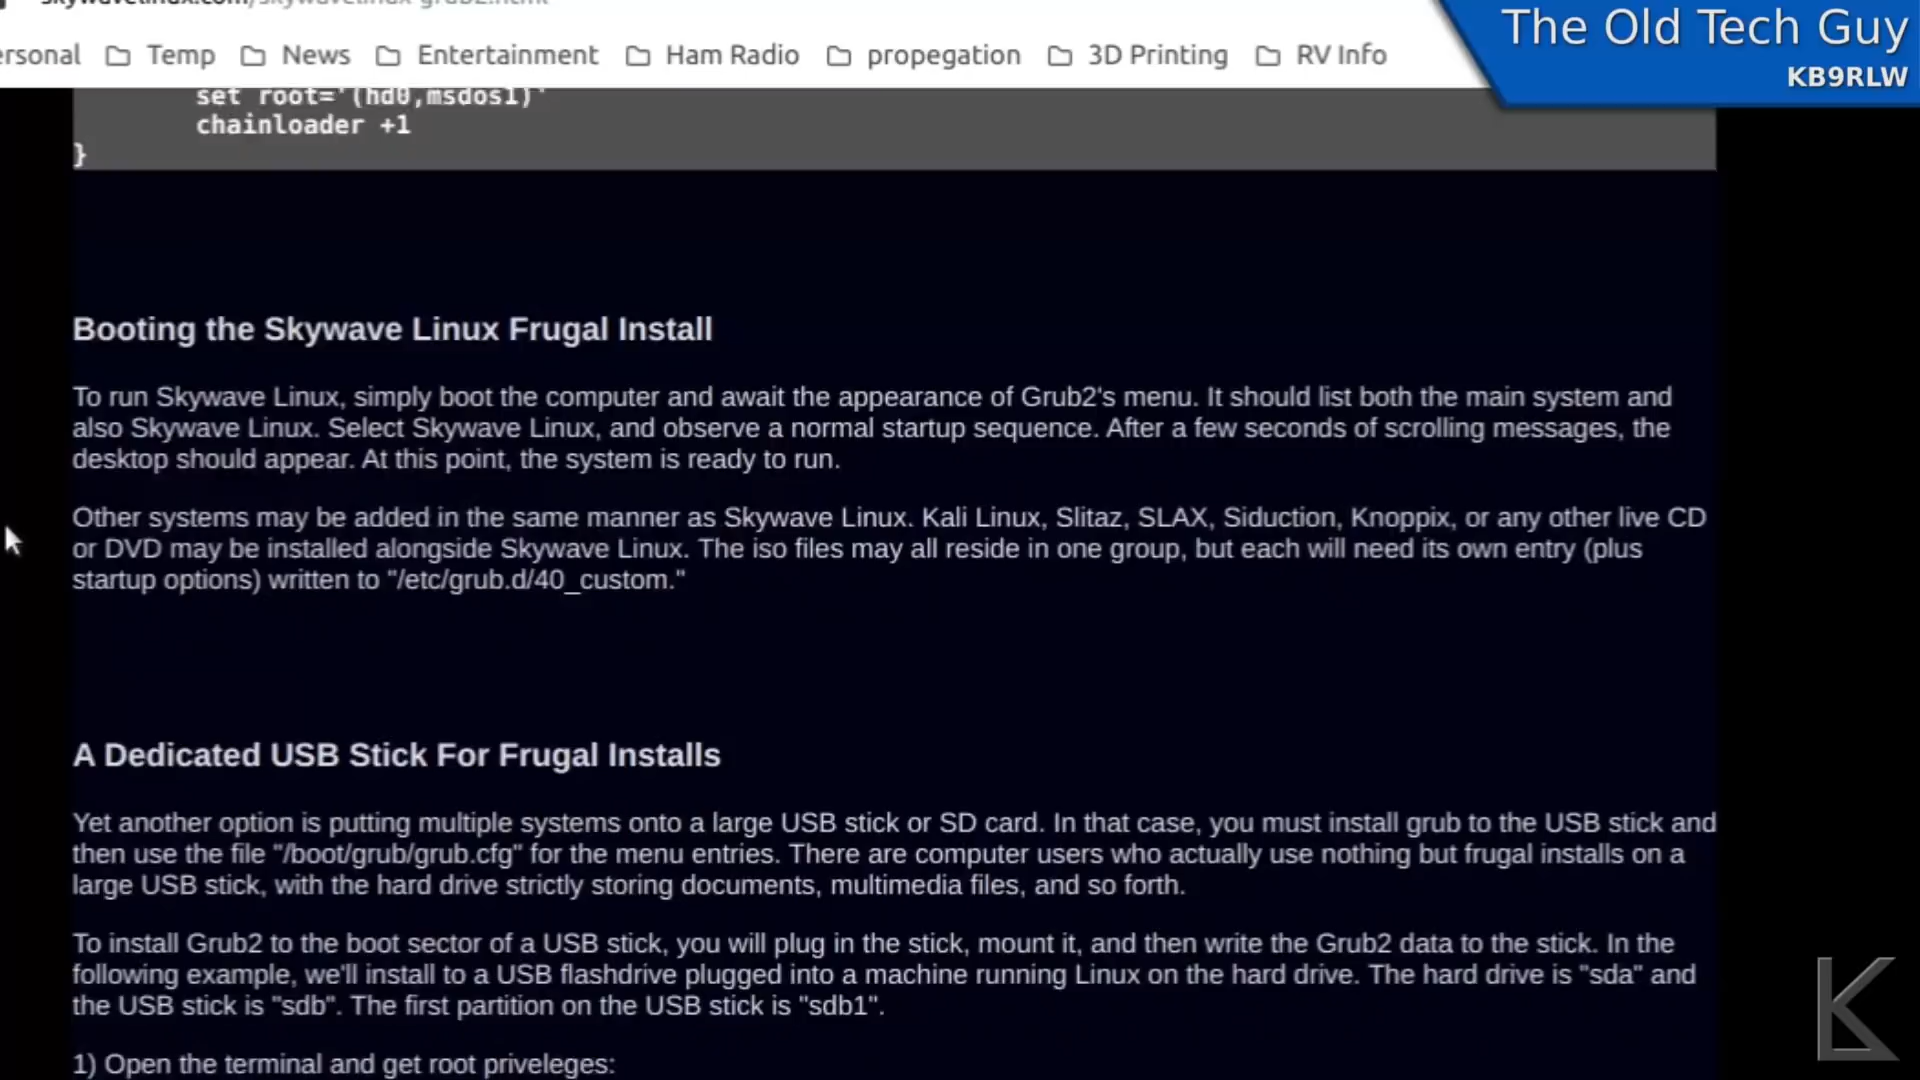 The Old Tech Guy
KB9RLW
Temp News Entertainment Ham Radio propegation 3D Printing RV Info
set root='(hd0,msdos1)'
chainloader +1
}
Booting the Skywave Linux Frugal Install
To run Skywave Linux, simply boot the computer and await the appearance of Grub2's menu. It should list both the main system and
also Skywave Linux. Select Skywave Linux, and observe a normal startup sequence. After a few seconds of scrolling messages, the
desktop should appear. At this point, the system is ready to run.
Other systems may be added in the same manner as Skywave Linux. Kali Linux, Slitaz, SLAX, Siduction, Knoppix, or any other live CD
or DVD may be installed alongside Skywave Linux. The iso files may all reside in one group, but each will need its own entry (plus
startup options) written to "/etc/grub.d/40_custom."
A Dedicated USB Stick For Frugal Installs
Yet another option is putting multiple systems onto a large USB stick or SD card. In that case, you must install grub to the USB stick and
then use the file "/boot/grub/grub.cfg" for the menu entries. There are computer users who actually use nothing but frugal installs on a
large USB stick, with the hard drive strictly storing documents, multimedia files, and so forth.
To install Grub2 to the boot sector of a USB stick, you will plug in the stick, mount it, and then write the Grub2 data to the stick. In the
following example, we'll install to a USB flashdrive plugged into a machine running Linux on the hard drive. The hard drive is "sda" and
the USB stick is "sdb". The first partition on the USB stick is "sdb1".
1) Open the terminal and get root priveleges:
K